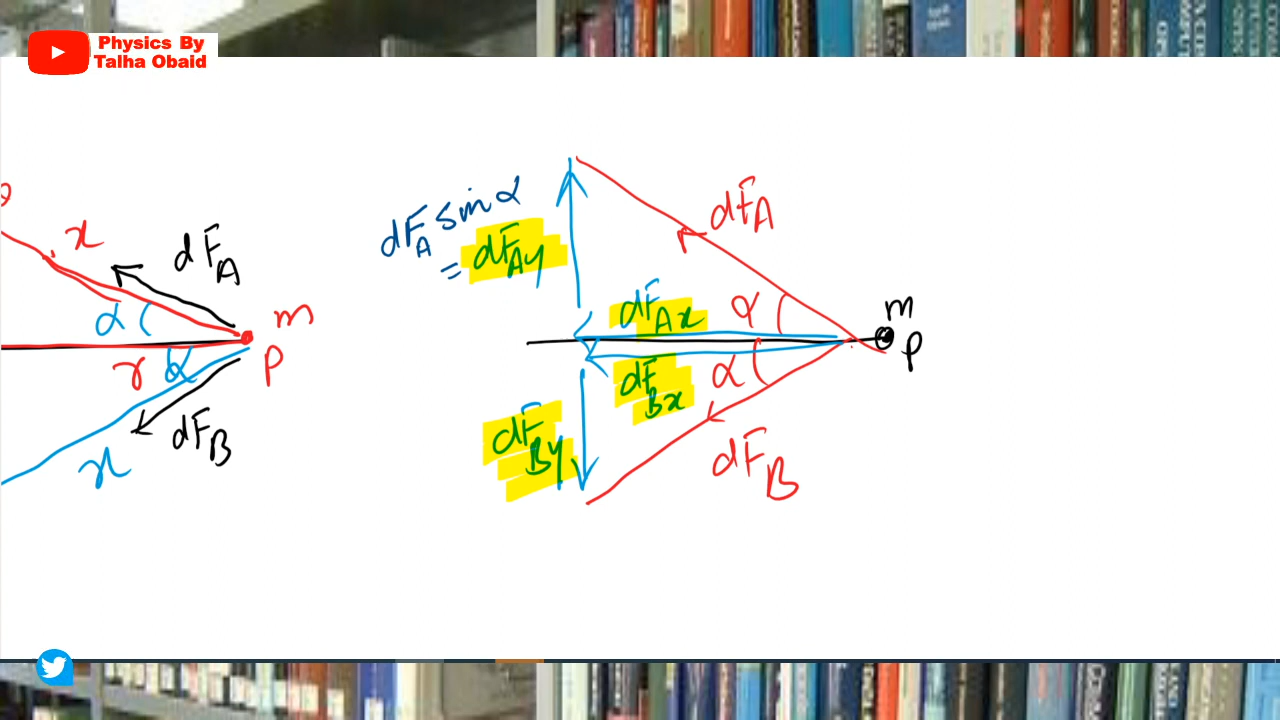 Physics By
Talha Obaid
x
dF_A
α
m
r
α
P
dF_B
x
dF_A sin α
= dF_Ay
dF_A
dF_Ax
α
m
P
dF_Bx
α
dF_By
dF_B